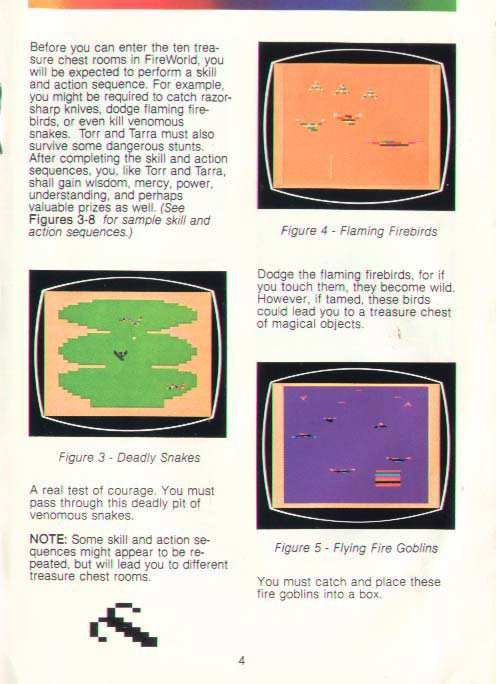 Before you can enter the ten trea-
sure chest rooms in FireWorld, you
will be expected to perform a skill
and action sequence. For example,
you might be required to catch razor-
sharp knives, dodge flaming fire-
birds, or even kill venomous
snakes. Torr and Tarra must also
survive some dangerous stunts.
After completing the skill and action
sequences, you, like Torr and Tarra,
shall gain wisdom, mercy, power,
understanding, and perhaps
valuable prizes as well. (See
Figures 3-8 for sample skill and
action sequences.)
Figure 3 - Deadly Snakes
A real test of courage. You must
pass through this deadly pit of
venomous snakes.
NOTE: Some skill and action se-
quences might appear to be re-
peated, but will lead you to different
treasure chest rooms.
Figure 4 - Flaming Firebirds
Dodge the flaming firebirds, for if
you touch them, they become wild.
However, if tamed, these birds
could lead you to a treasure chest
of magical objects.
Figure 5 - Flying Fire Goblins
You must catch and place these
fire goblins into a box.
4